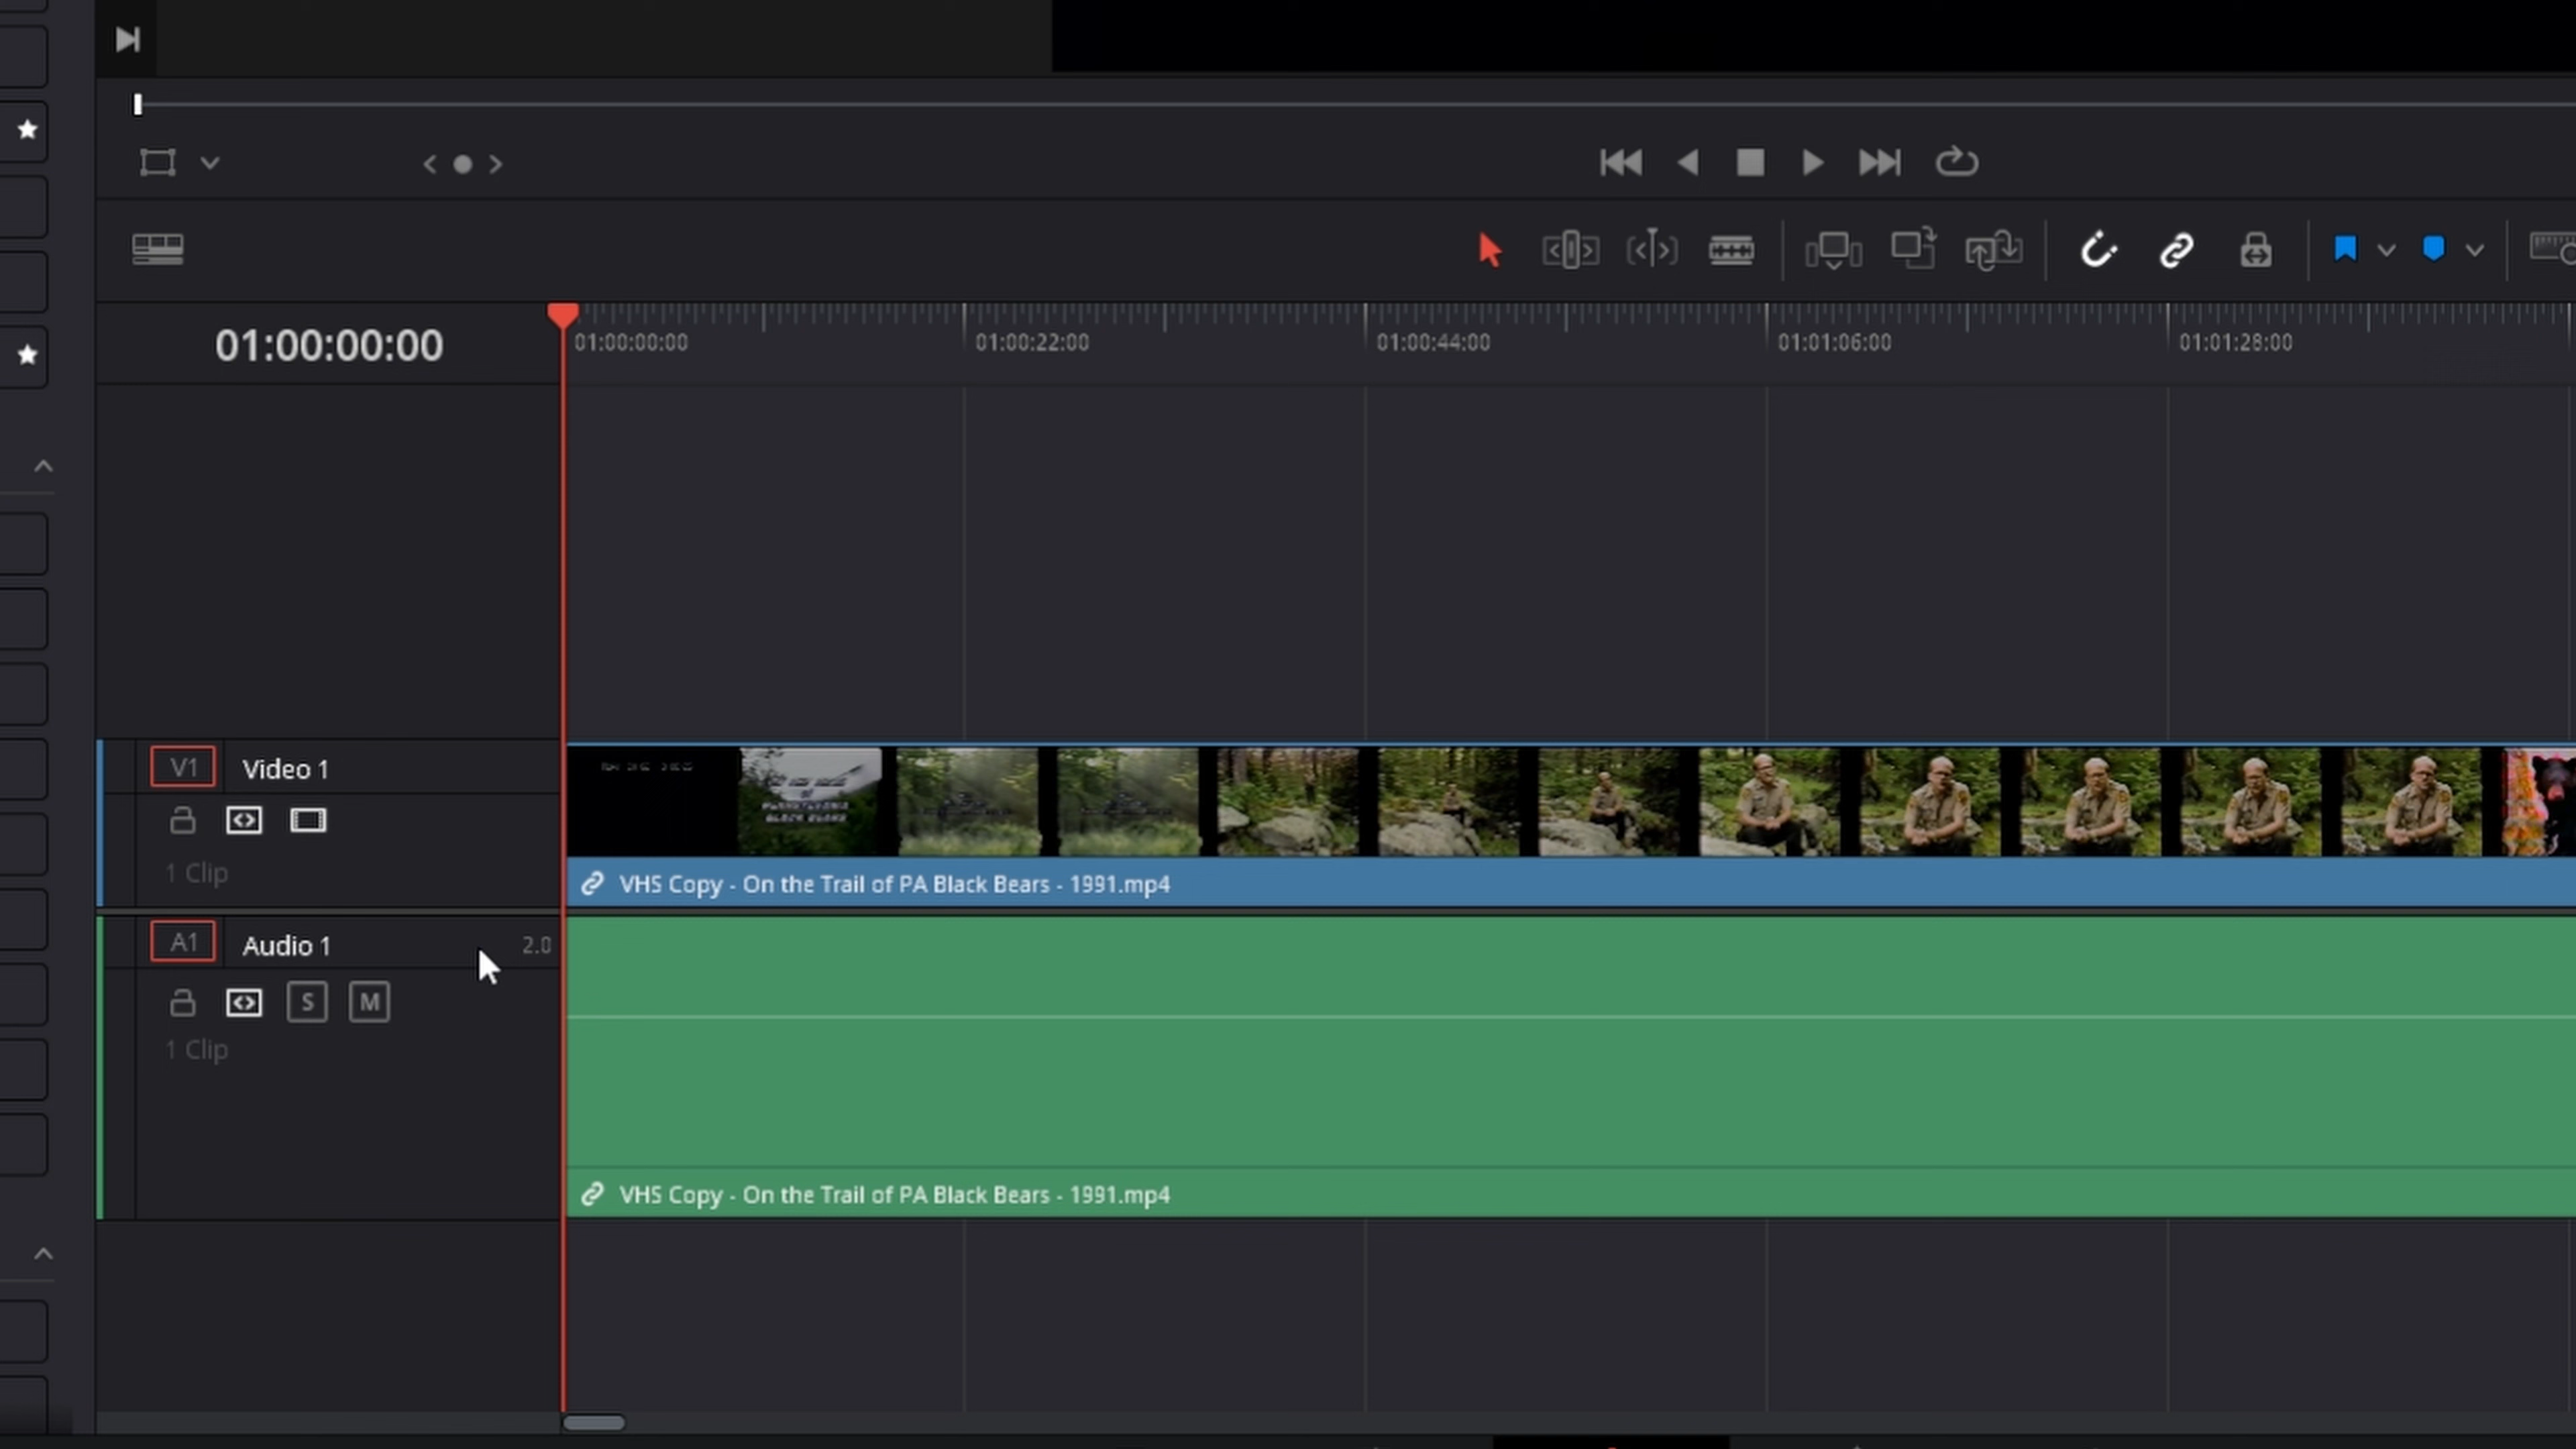 01:00:00:00
01:00:00:00 01:00:22:00 01:00:44:00 01:01:06:00 01:01:28:00
V1 Video 1
1 Clip
BLACK BEARS
VHS Copy - On the Trail of PA Black Bears - 1991.mp4
A1 Audio 1 2.0
S M
1 Clip
VHS Copy - On the Trail of PA Black Bears - 1991.mp4